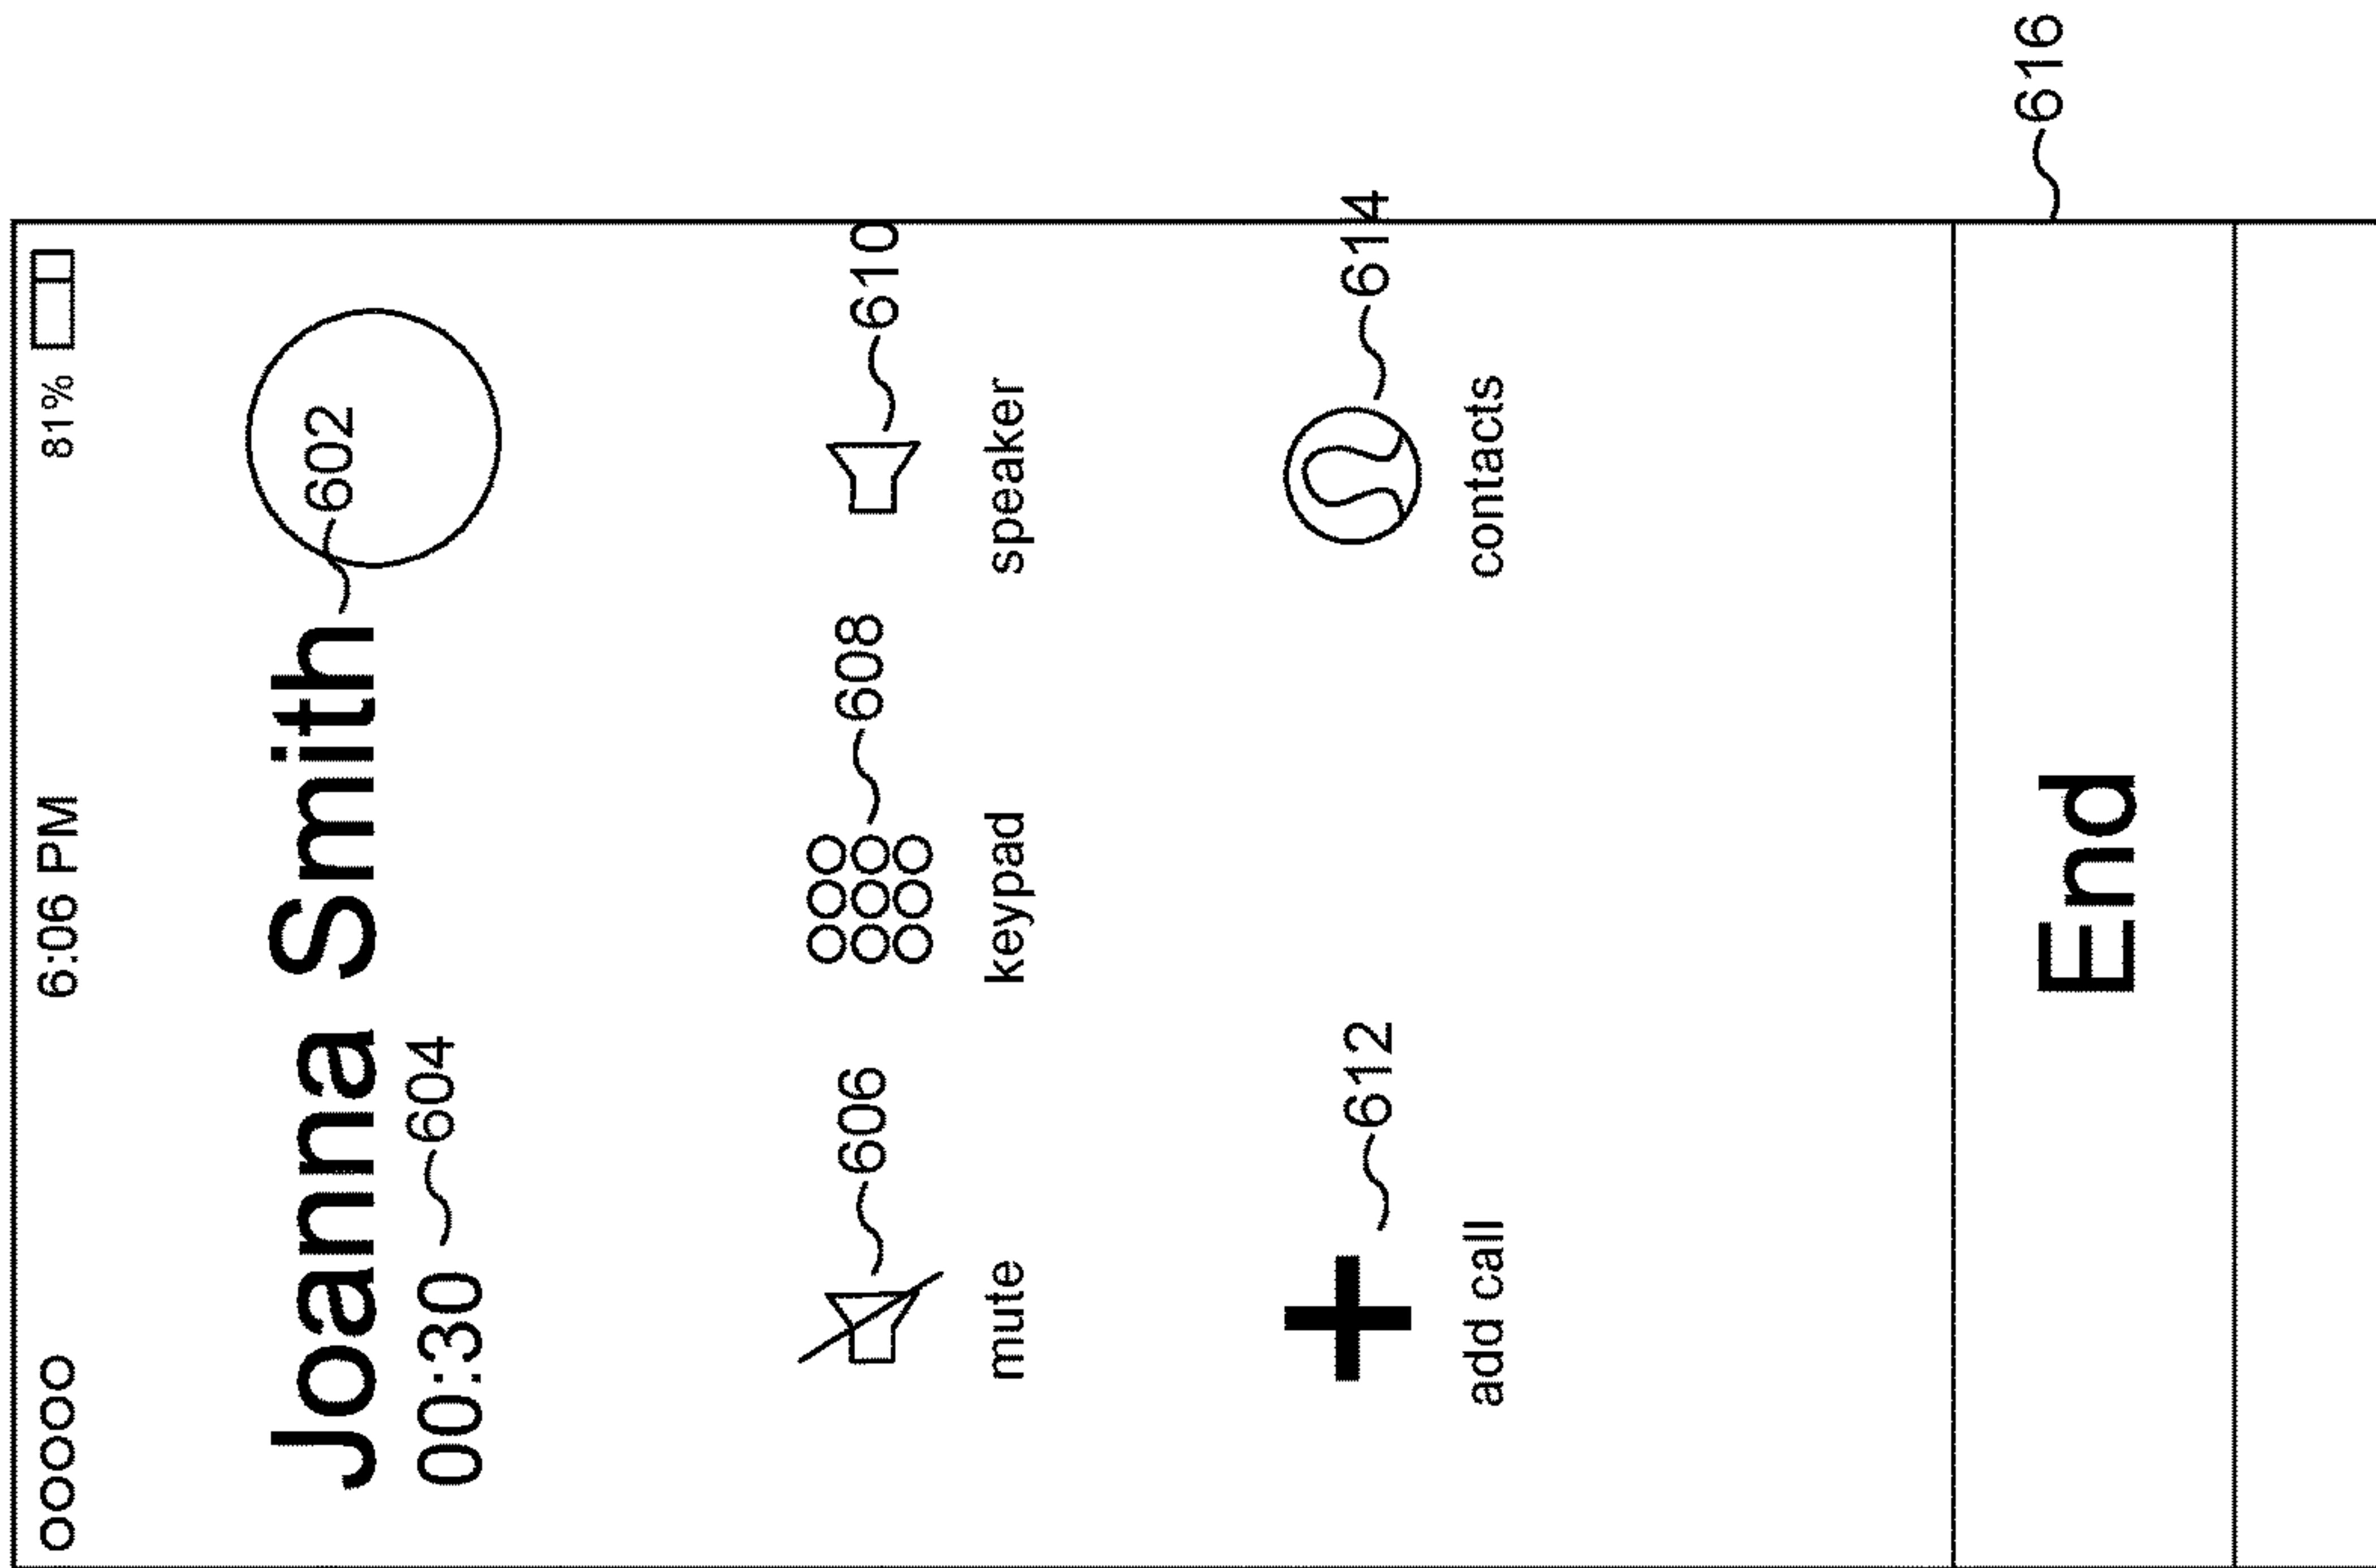 6:06 PM 81%
Joanna Smith 602
00:30 604
606 608 610
mute keypad speaker
612 614
add call contacts
616
End